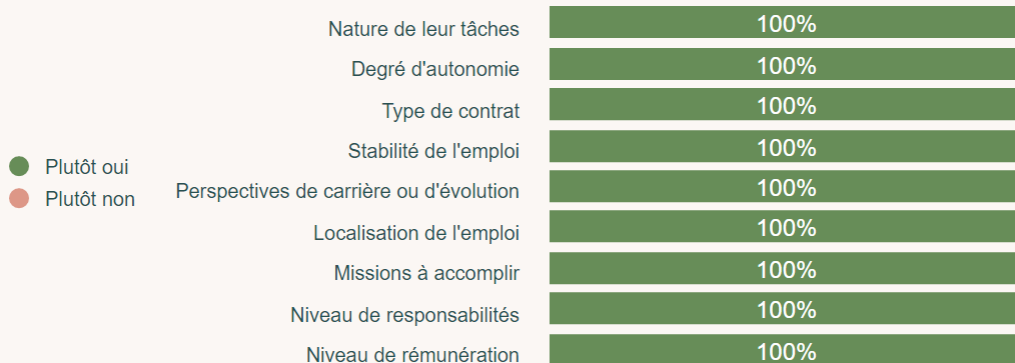 Nature de leur tâches 100%
Degré d'autonomie 100%
Type de contrat 100%
Stabilité de l'emploi 100%
Plutôt oui
Perspectives de carrière ou d'évolution 100%
Plutôt non
Localisation de l'emploi 100%
Missions à accomplir 100%
Niveau de responsabilités 100%
Niveau de rémunération 100%